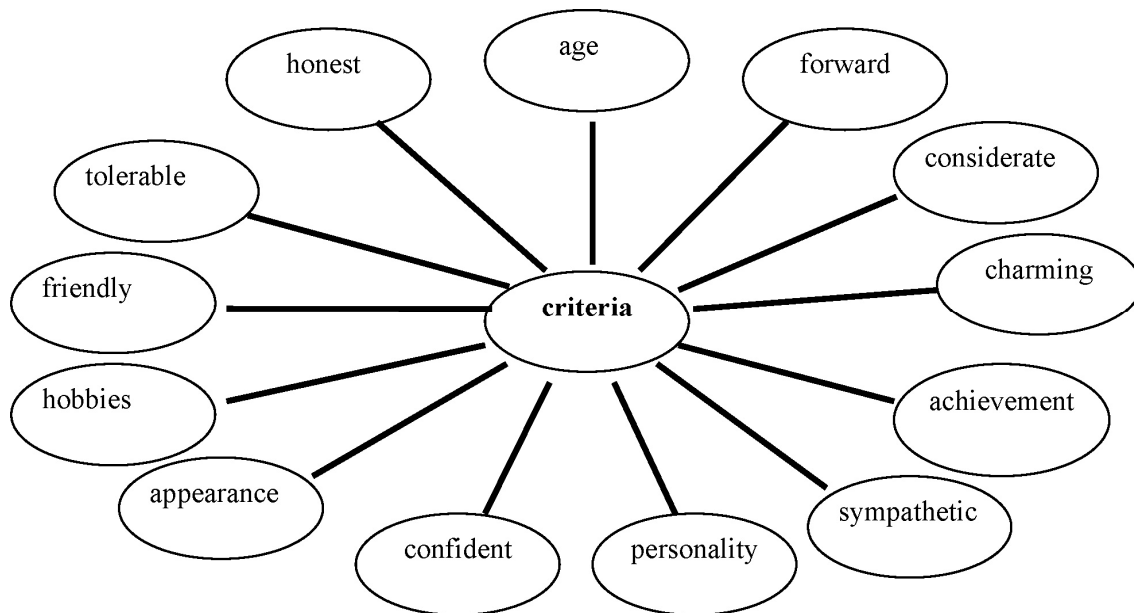 honest
age
forward
tolerable
considerate
friendly
criteria
charming
hobbies
achievement
appearance
sympathetic
confident
personality